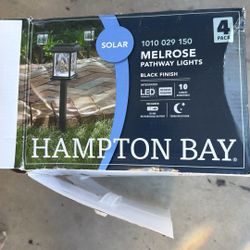 SOLAR
4
PACK
1010 029 150
MELROSE
PATHWAY LIGHTS
BLACK FINISH
LED
10
HAMPTON BAY®